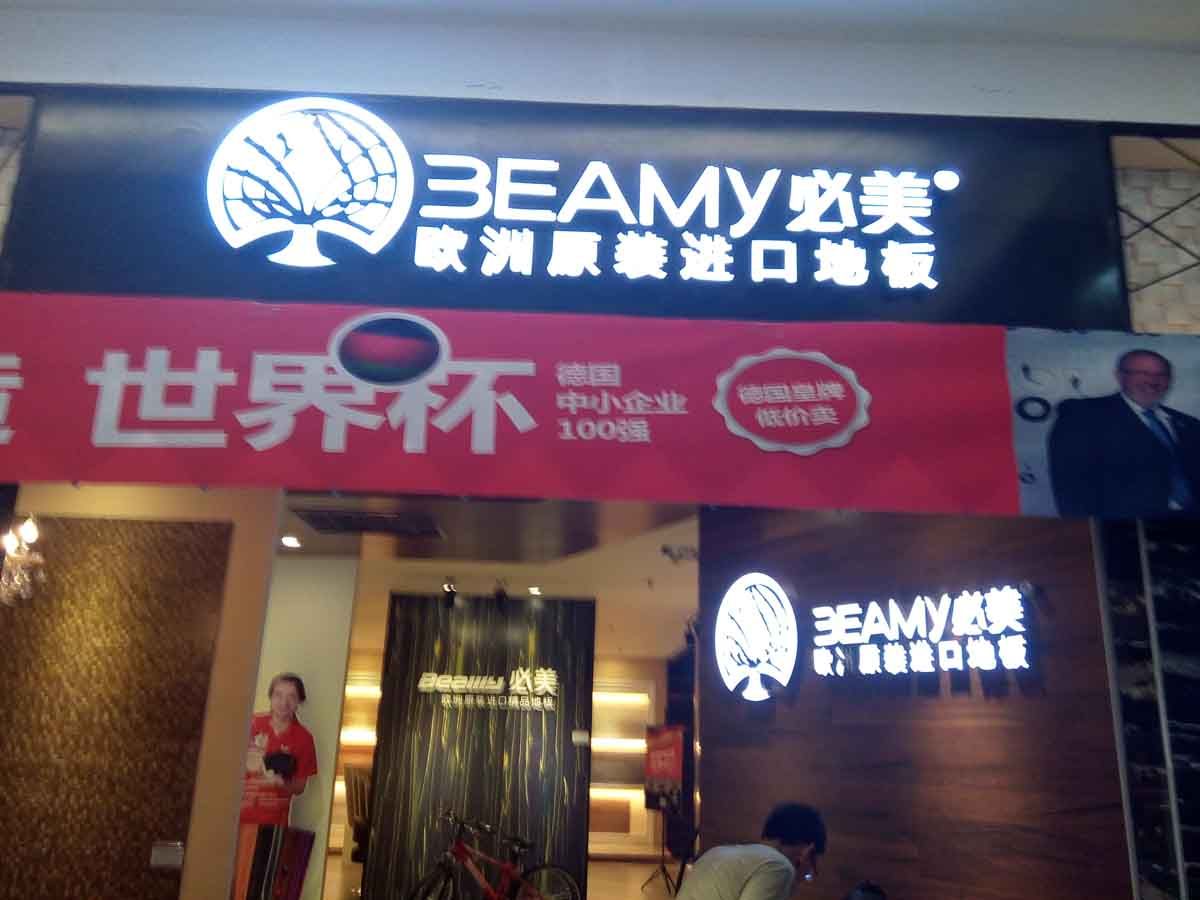 BEAMY必美
欧洲原装进口地板
世界杯
德国
中小企业
100强
德国皇牌
低价卖
BEAMY必美
欧洲原装进口地板
Beamy 必美
欧洲原装进口精品地板